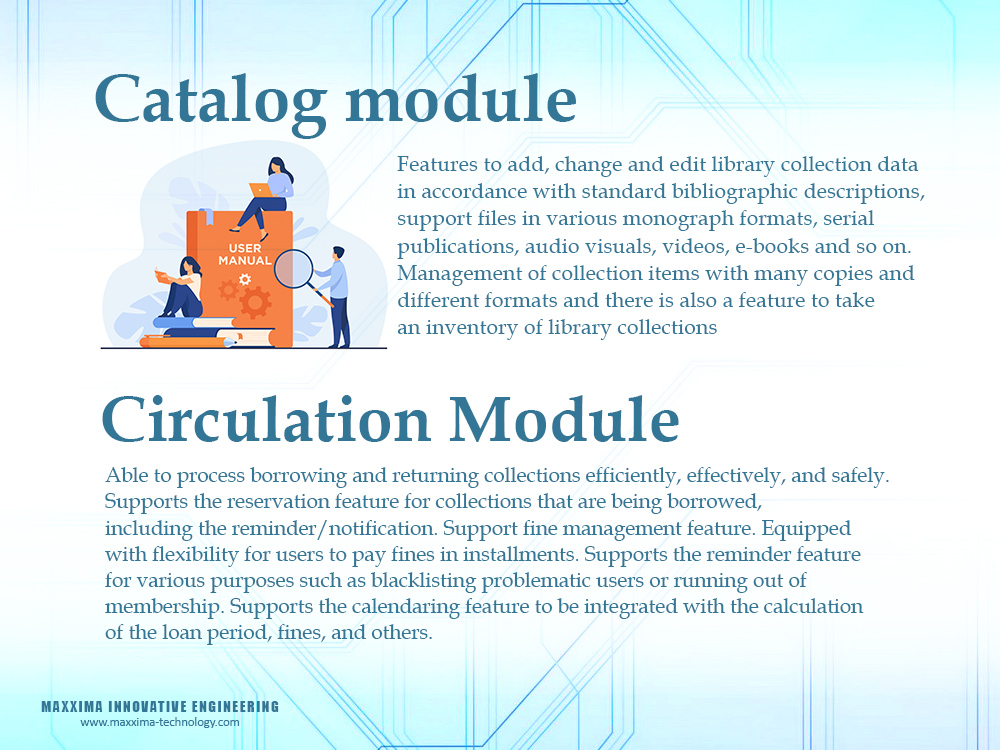 Catalog module
Features to add, change and edit library collection data
in accordance with standard bibliographic descriptions,
support files in various monograph formats, serial
publications, audio visuals, videos, e-books and so on.
Management of collection items with many copies and
different formats and there is also a feature to take
an inventory of library collections
USER
MANUAL
Circulation Module
Able to process borrowing and returning collections efficiently, effectively, and safely.
Supports the reservation feature for collections that are being borrowed,
including the reminder/notification. Support fine management feature. Equipped
with flexibility for users to pay fines in installments. Supports the reminder feature
for various purposes such as blacklisting problematic users or running out of
membership. Supports the calendaring feature to be integrated with the calculation
of the loan period, fines, and others.
MAXXIMA INNOVATIVE ENGINEERING
www.maxxima-technology.com